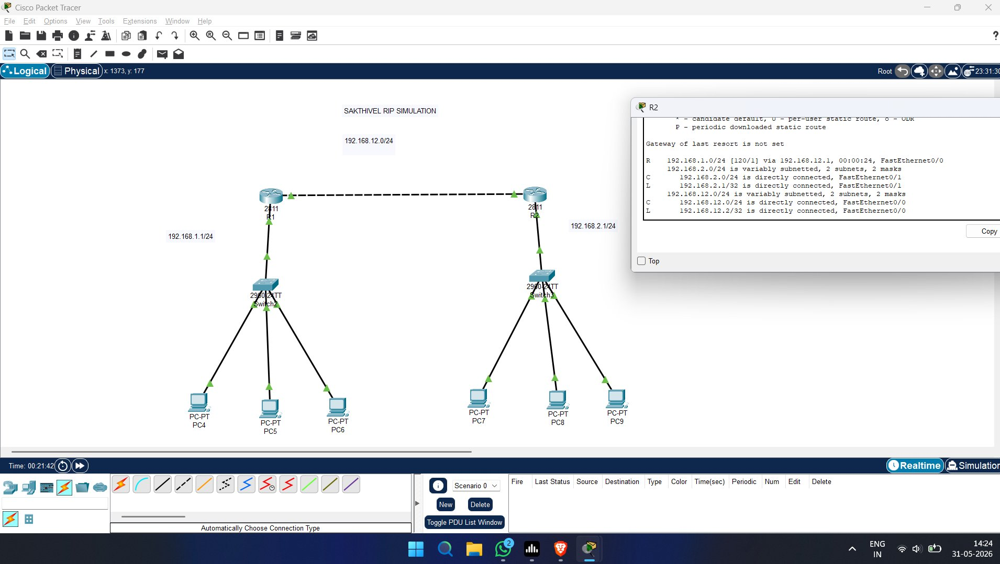 Cisco Packet Tracer
File Edit Options View Tools Extensions Window Help
?
Logical Physical x: 1373, y: 177
Root 23:31:30
SAKTHIVEL RIP SIMULATION
192.168.12.0/24
R2
* - candidate default, U - per-user static route, o - ODR
P - periodic downloaded static route
Gateway of last resort is not set
R 192.168.1.0/24 [120/1] via 192.168.12.1, 00:00:24, FastEthernet0/0
192.168.2.0/24 is variably subnetted, 2 subnets, 2 masks
C 192.168.2.0/24 is directly connected, FastEthernet0/1
L 192.168.2.1/32 is directly connected, FastEthernet0/1
192.168.12.0/24 is variably subnetted, 2 subnets, 2 masks
C 192.168.12.0/24 is directly connected, FastEthernet0/0
L 192.168.12.2/32 is directly connected, FastEthernet0/0
Copy
Top
2811
R1
2811
R2
192.168.1.1/24
192.168.2.1/24
2960-24TT
Switch2
2960-24TT
Switch3
PC-PT
PC4
PC-PT
PC5
PC-PT
PC6
PC-PT
PC7
PC-PT
PC8
PC-PT
PC9
Time: 00:21:42
Realtime Simulation
Scenario 0
New Delete
Toggle PDU List Window
Fire Last Status Source Destination Type Color Time(sec) Periodic Num Edit Delete
Automatically Choose Connection Type
2
ENG
IN
14:24
31-05-2026